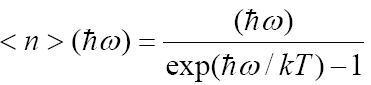 < n > (ℏω) = (ℏω) / exp(ℏω / kT) − 1